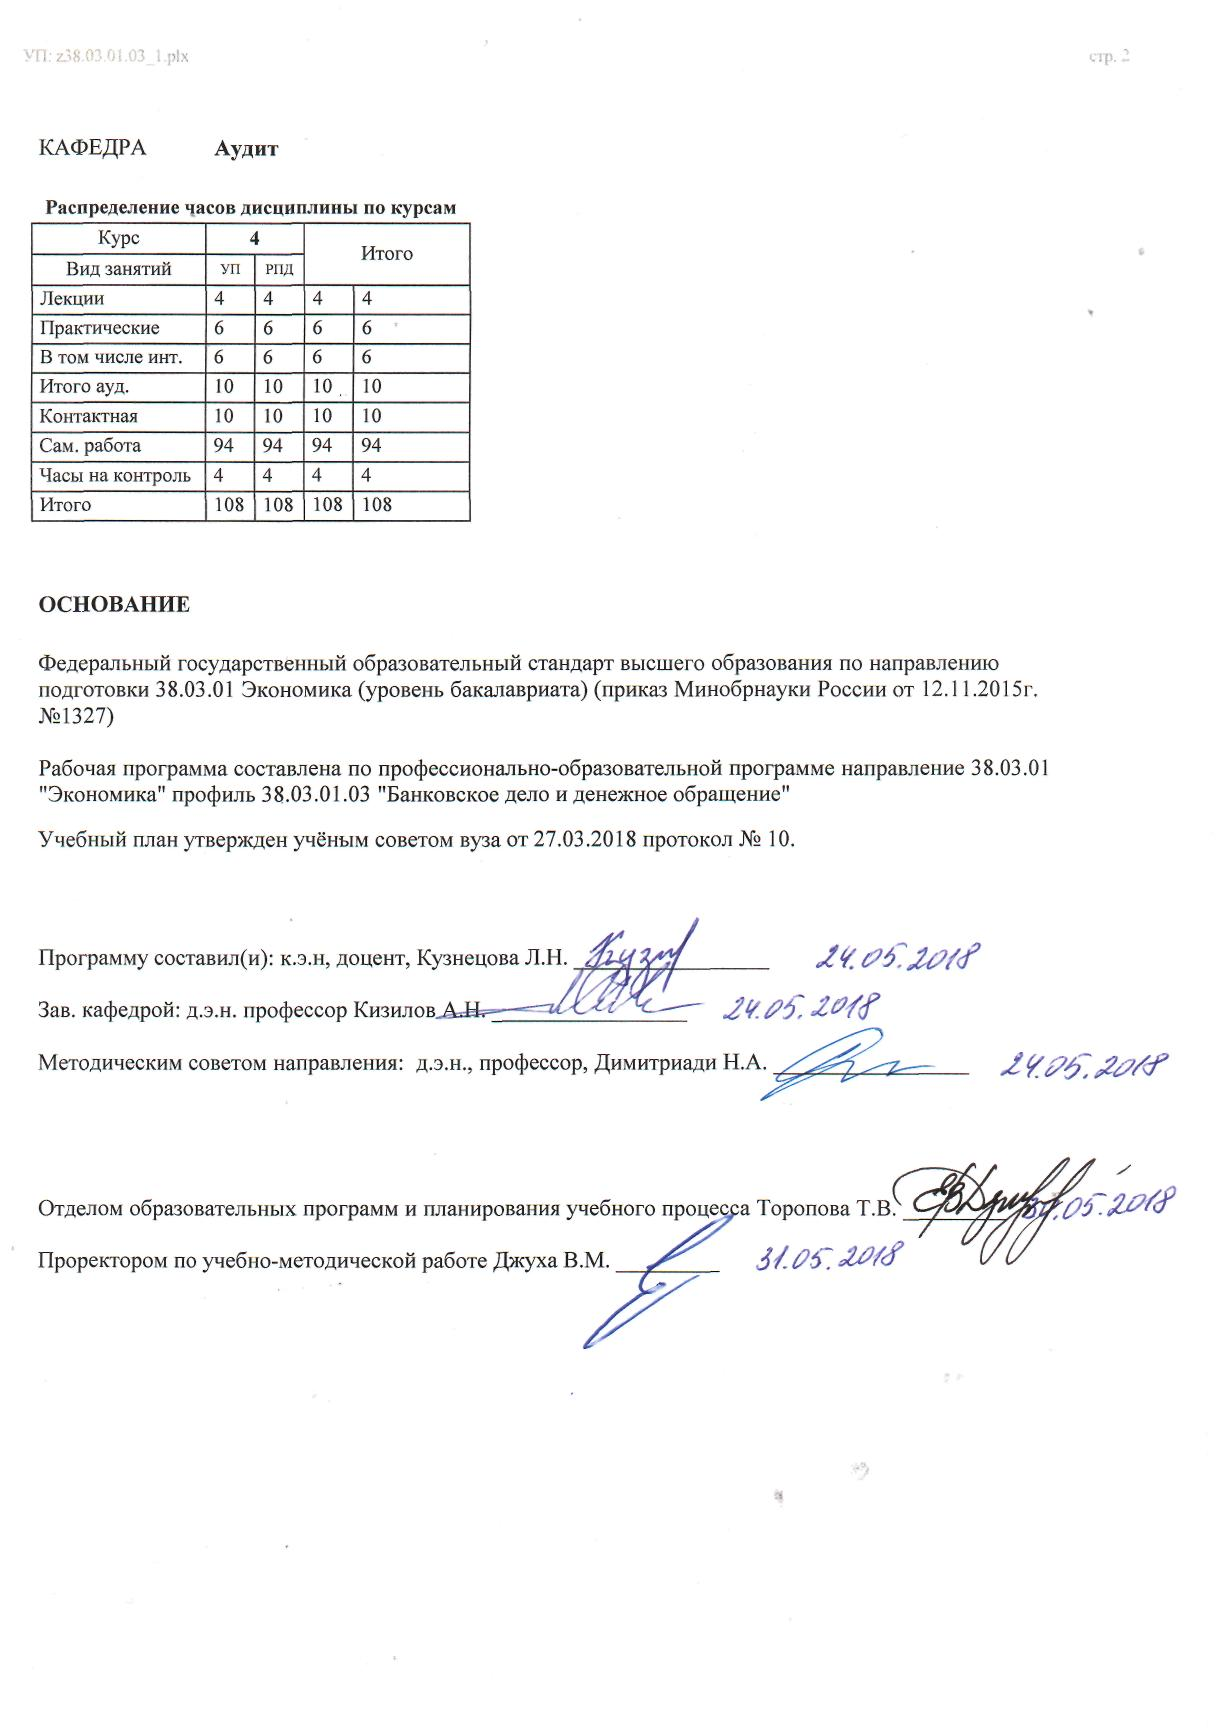 УП: z38.03.01.03_1.plx стр. 2
КАФЕДРА Аудит
Распределение часов дисциплины по курсам
Курс 4 Итого
Вид занятий УП РПД
Лекции 4 4 4 4
Практические 6 6 6 6
В том числе инт. 6 6 6 6
Итого ауд. 10 10 10 10
Контактная 10 10 10 10
Сам. работа 94 94 94 94
Часы на контроль 4 4 4 4
Итого 108 108 108 108
ОСНОВАНИЕ
Федеральный государственный образовательный стандарт высшего образования по направлению
подготовки 38.03.01 Экономика (уровень бакалавриата) (приказ Минобрнауки России от 12.11.2015г.
№1327)
Рабочая программа составлена по профессионально-образовательной программе направление 38.03.01
"Экономика" профиль 38.03.01.03 "Банковское дело и денежное обращение"
Учебный план утвержден учёным советом вуза от 27.03.2018 протокол № 10.
Программу составил(и): к.э.н, доцент, Кузнецова Л.Н. 24.05.2018
Зав. кафедрой: д.э.н. профессор Кизилов А.Н. 24.05.2018
Методическим советом направления: д.э.н., профессор, Димитриади Н.А. 24.05.2018
Отделом образовательных программ и планирования учебного процесса Торопова Т.В. .05.2018
Проректором по учебно-методической работе Джуха В.М. 31.05.2018